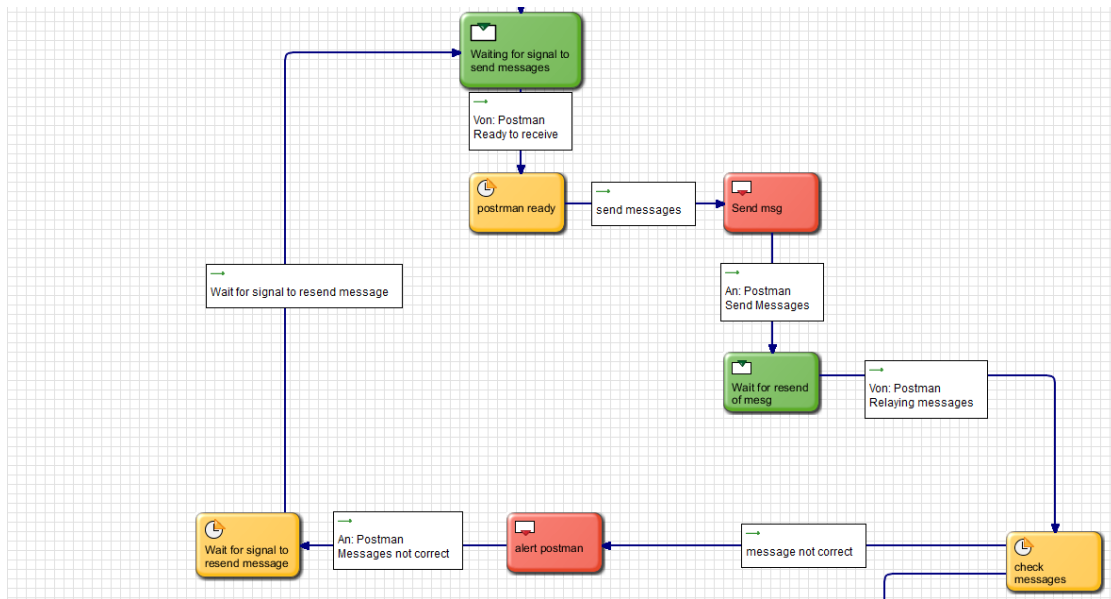 Waiting for signal to
send messages
Von: Postman
Ready to receive
postrman ready
send messages
Send msg
Wait for signal to resend message
An: Postman
Send Messages
Wait for resend
of mesg
Von: Postman
Relaying messages
Wait for signal to
resend message
An: Postman
Messages not correct
alert postman
message not correct
check
messages